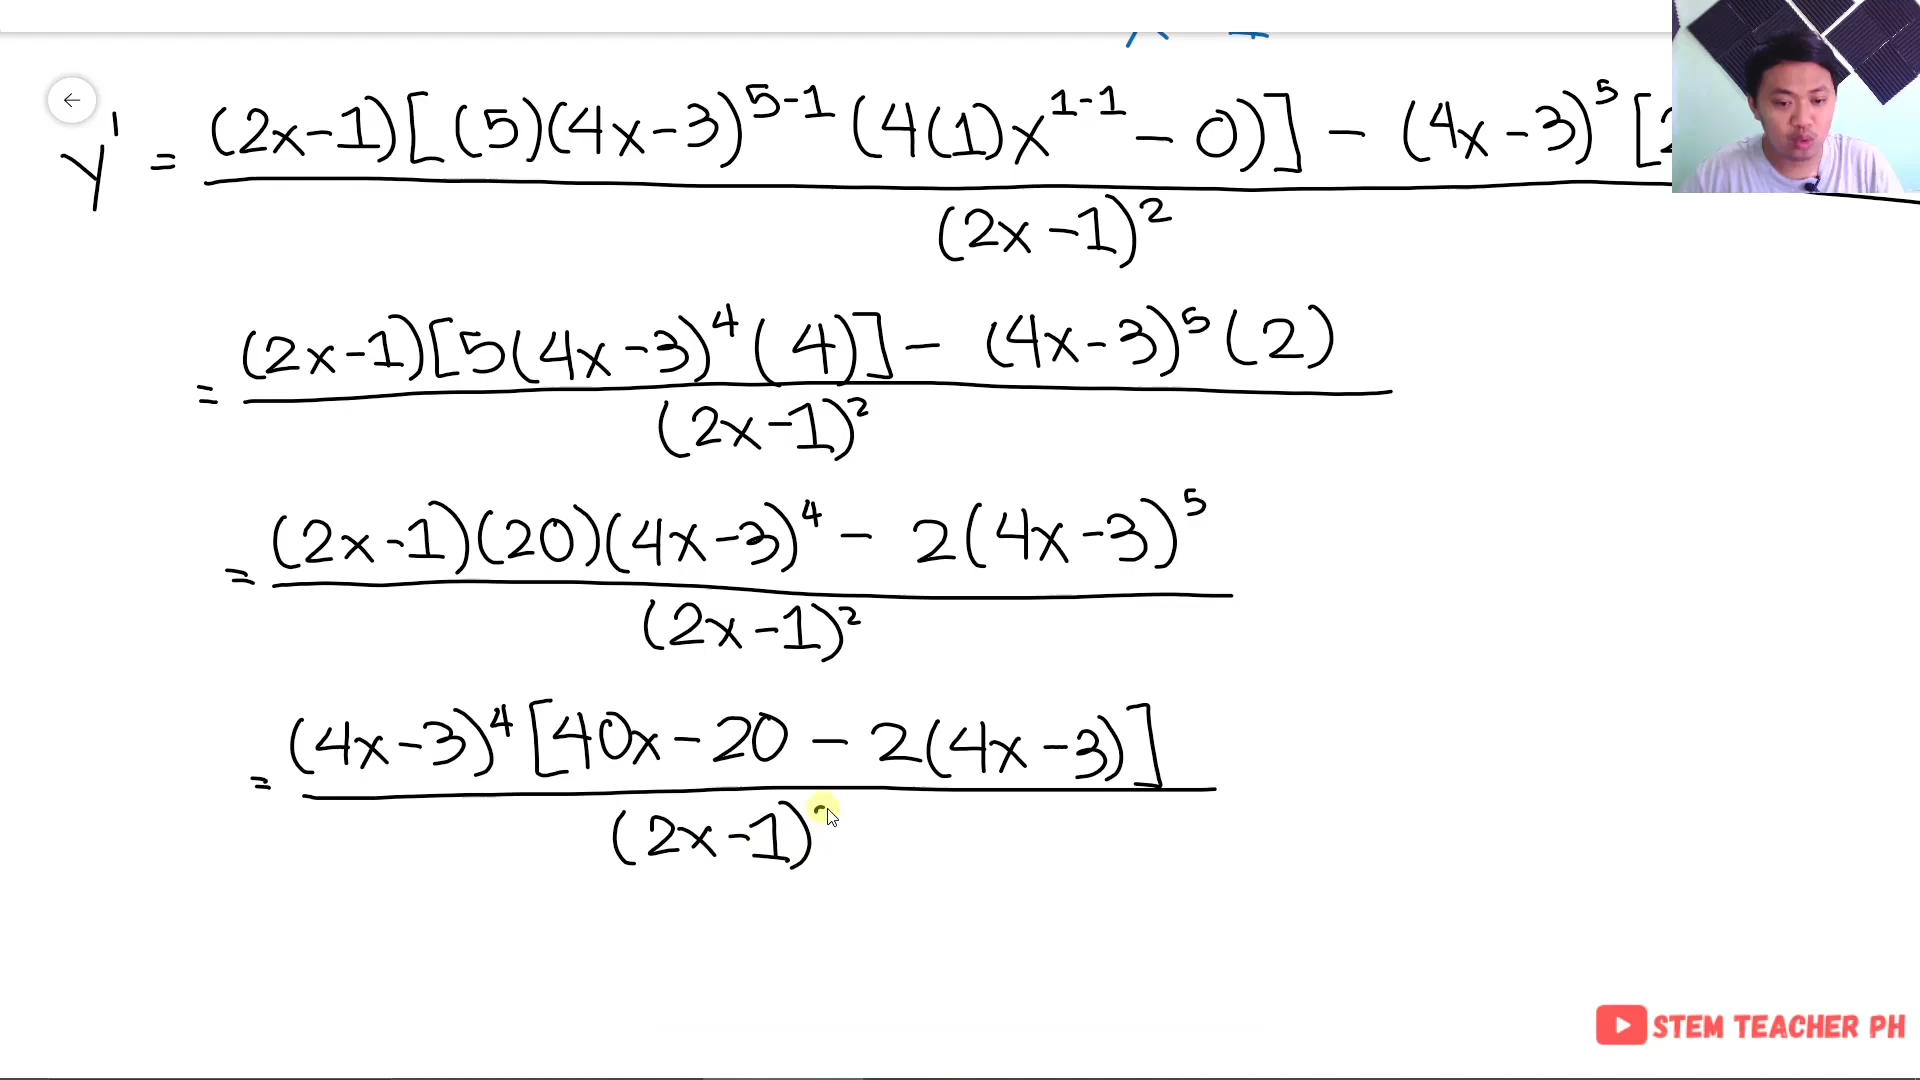 y' = (2x-1)[(5)(4x-3)^{5-1}(4(1)x^{1-1} - 0)] - (4x-3)^5 [2
(2x-1)^2
= (2x-1)[5(4x-3)^4(4)] - (4x-3)^5(2)
(2x-1)^2
= (2x-1)(20)(4x-3)^4 - 2(4x-3)^5
(2x-1)^2
= (4x-3)^4[40x-20-2(4x-3)]
(2x-1)
STEM TEACHER PH